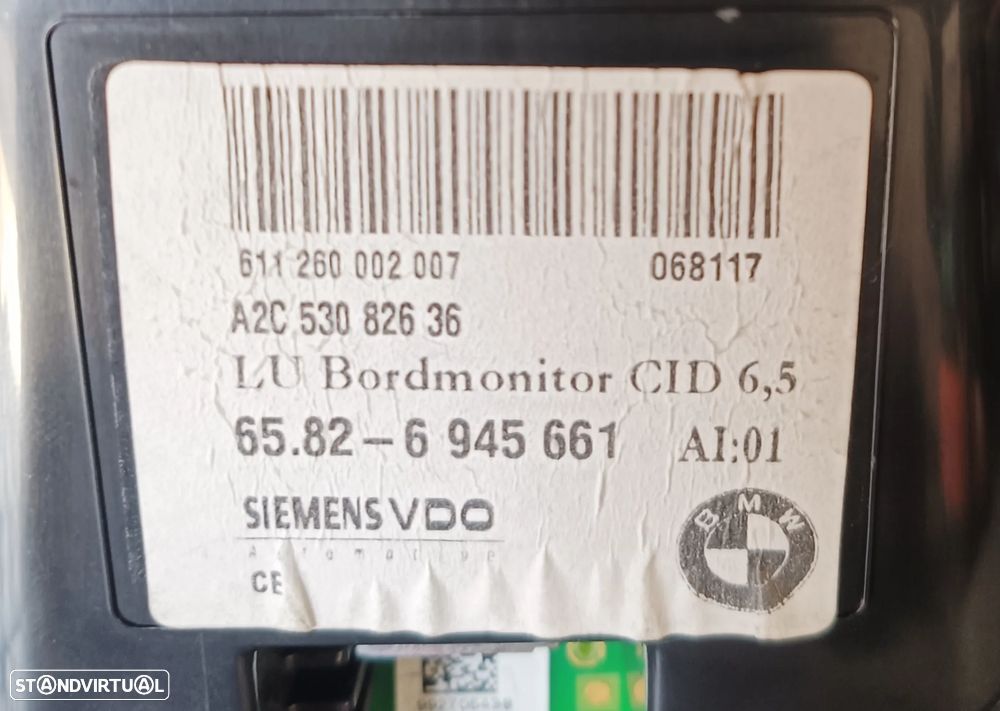 611 260 002 007 068117
A2C 530 826 36
LU Bordmonitor CID 6,5
65.82-6 945 661 AI:01
SIEMENS VDO
Automotive
CE
BMW
STANDVIRTUAL